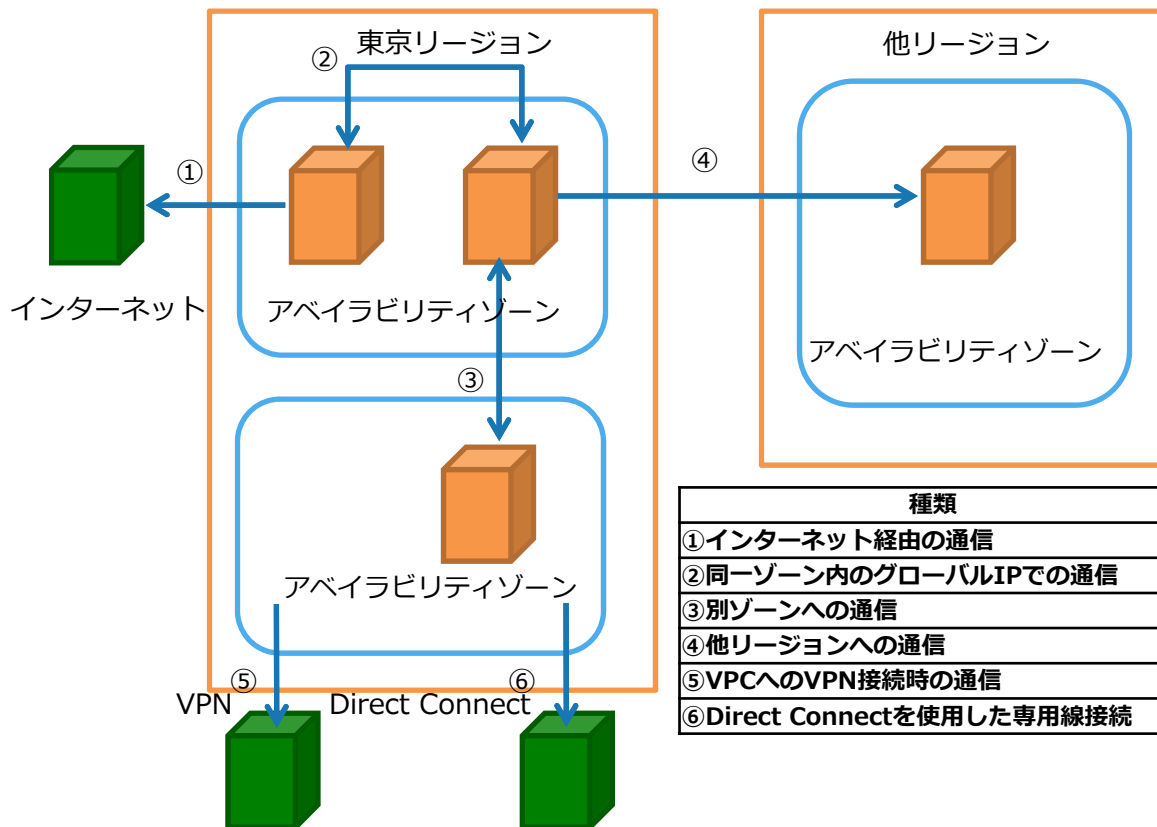 東京リージョン
他リージョン
②
①
④
インターネット
アベイラビリティゾーン
アベイラビリティゾーン
③
アベイラビリティゾーン
⑤
⑥
VPN
Direct Connect
種類
①インターネット経由の通信
②同一ゾーン内のグローバルIPでの通信
③別ゾーンへの通信
④他リージョンへの通信
⑤VPCへのVPN接続時の通信
⑥Direct Connectを使用した専用線接続